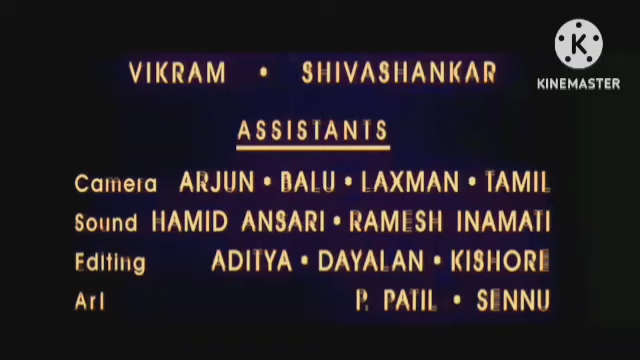 VIKRAM • SHIVASHANKAR
KINEMASTER
ASSISTANTS
Camera ARJUN • BALU • LAXMAN • TAMIL
Sound HAMID ANSARI • RAMESH INAMATI
Editing ADITYA • DAYALAN • KISHORE
Art P. PATIL • SENNU